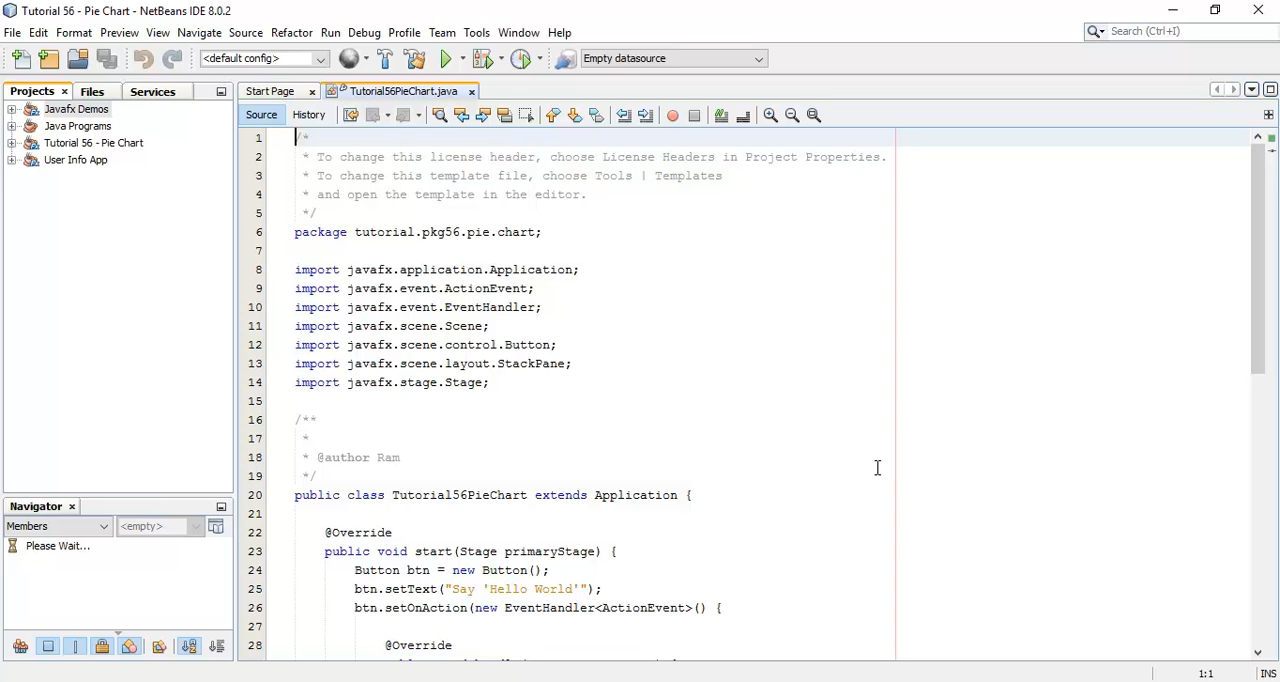 Tutorial 56 - Pie Chart - NetBeans IDE 8.0.2
File Edit Format Preview View Navigate Source Refactor Run Debug Profile Team Tools Window Help
Search (Ctrl+I)
<default config>
Empty datasource
Projects Files Services
Start Page Tutorial56PieChart.java
Javafx Demos
Java Programs
Tutorial 56 - Pie Chart
User Info App
Source History
1 /*
2 * To change this license header, choose License Headers in Project Properties.
3 * To change this template file, choose Tools | Templates
4 * and open the template in the editor.
5 */
6 package tutorial.pkg56.pie.chart;
7
8 import javafx.application.Application;
9 import javafx.event.ActionEvent;
10 import javafx.event.EventHandler;
11 import javafx.scene.Scene;
12 import javafx.scene.control.Button;
13 import javafx.scene.layout.StackPane;
14 import javafx.stage.Stage;
15
16 /**
17 *
18 * @author Ram
19 */
20 public class Tutorial56PieChart extends Application {
21
22 @Override
23 public void start(Stage primaryStage) {
24 Button btn = new Button();
25 btn.setText("Say 'Hello World'");
26 btn.setOnAction(new EventHandler<ActionEvent>() {
27
28 @Override
Navigator
Members
<empty>
Please Wait...
1:1 INS